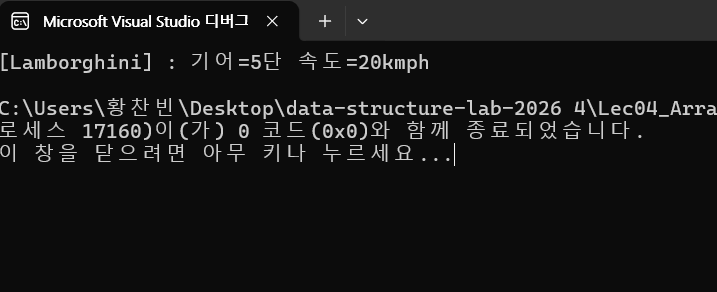 Microsoft Visual Studio 디버그
[Lamborghini] : 기어=5단 속도=20kmph
C:\Users\황찬빈\Desktop\data-structure-lab-2026 4\Lec04_Arra
로세스 17160)이(가) 0 코드(0x0)와 함께 종료되었습니다.
이 창을 닫으려면 아무 키나 누르세요...